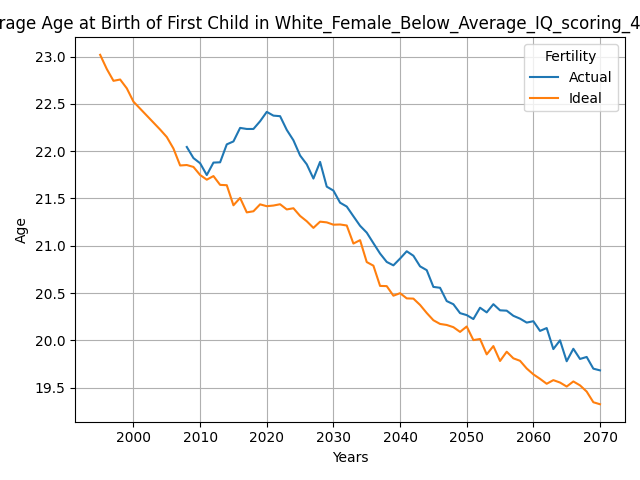 rage Age at Birth of First Child in White_Female_Below_Average_IQ_scoring_4
Fertility
Actual
Ideal
23.0
22.5
22.0
21.5
21.0
20.5
20.0
19.5
Age
2000 2010 2020 2030 2040 2050 2060 2070
Years